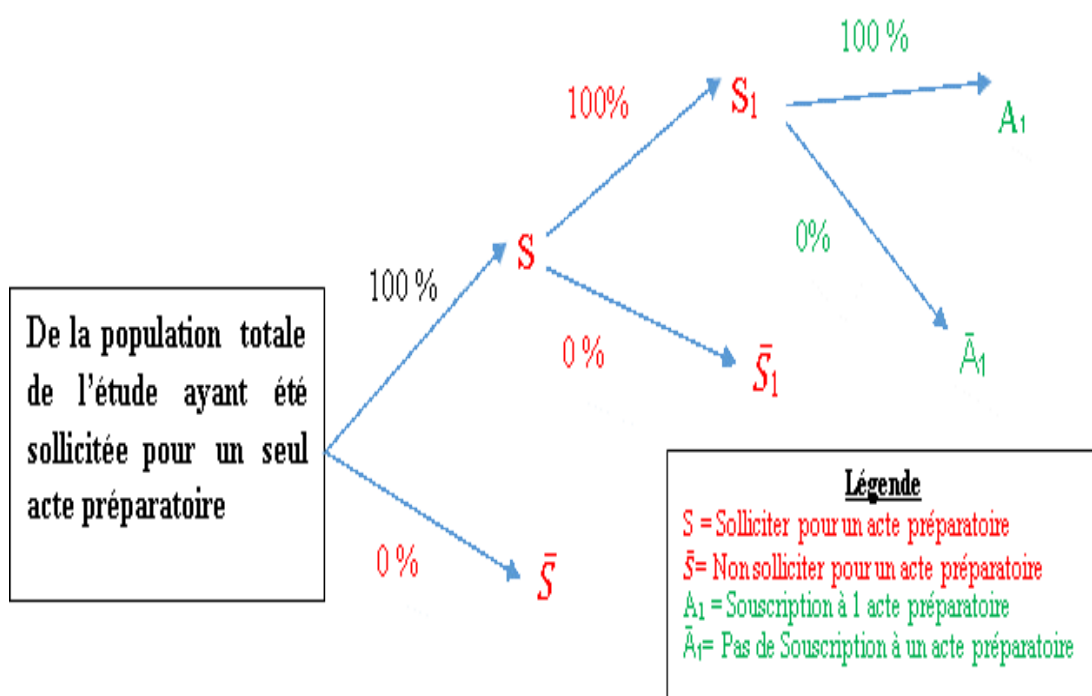 100 %
100%
S₁
A₁
0%
S
100 %
De la population totale
de l'étude ayant été
sollicitée pour un seul
acte préparatoire
0 %
S̄₁
Ā₁
0 %
S̄
Légende
S = Solliciter pour un acte préparatoire
S̄= Non solliciter pour un acte préparatoire
A₁ = Souscription à 1 acte préparatoire
Ā₁= Pas de Souscription à un acte préparatoire